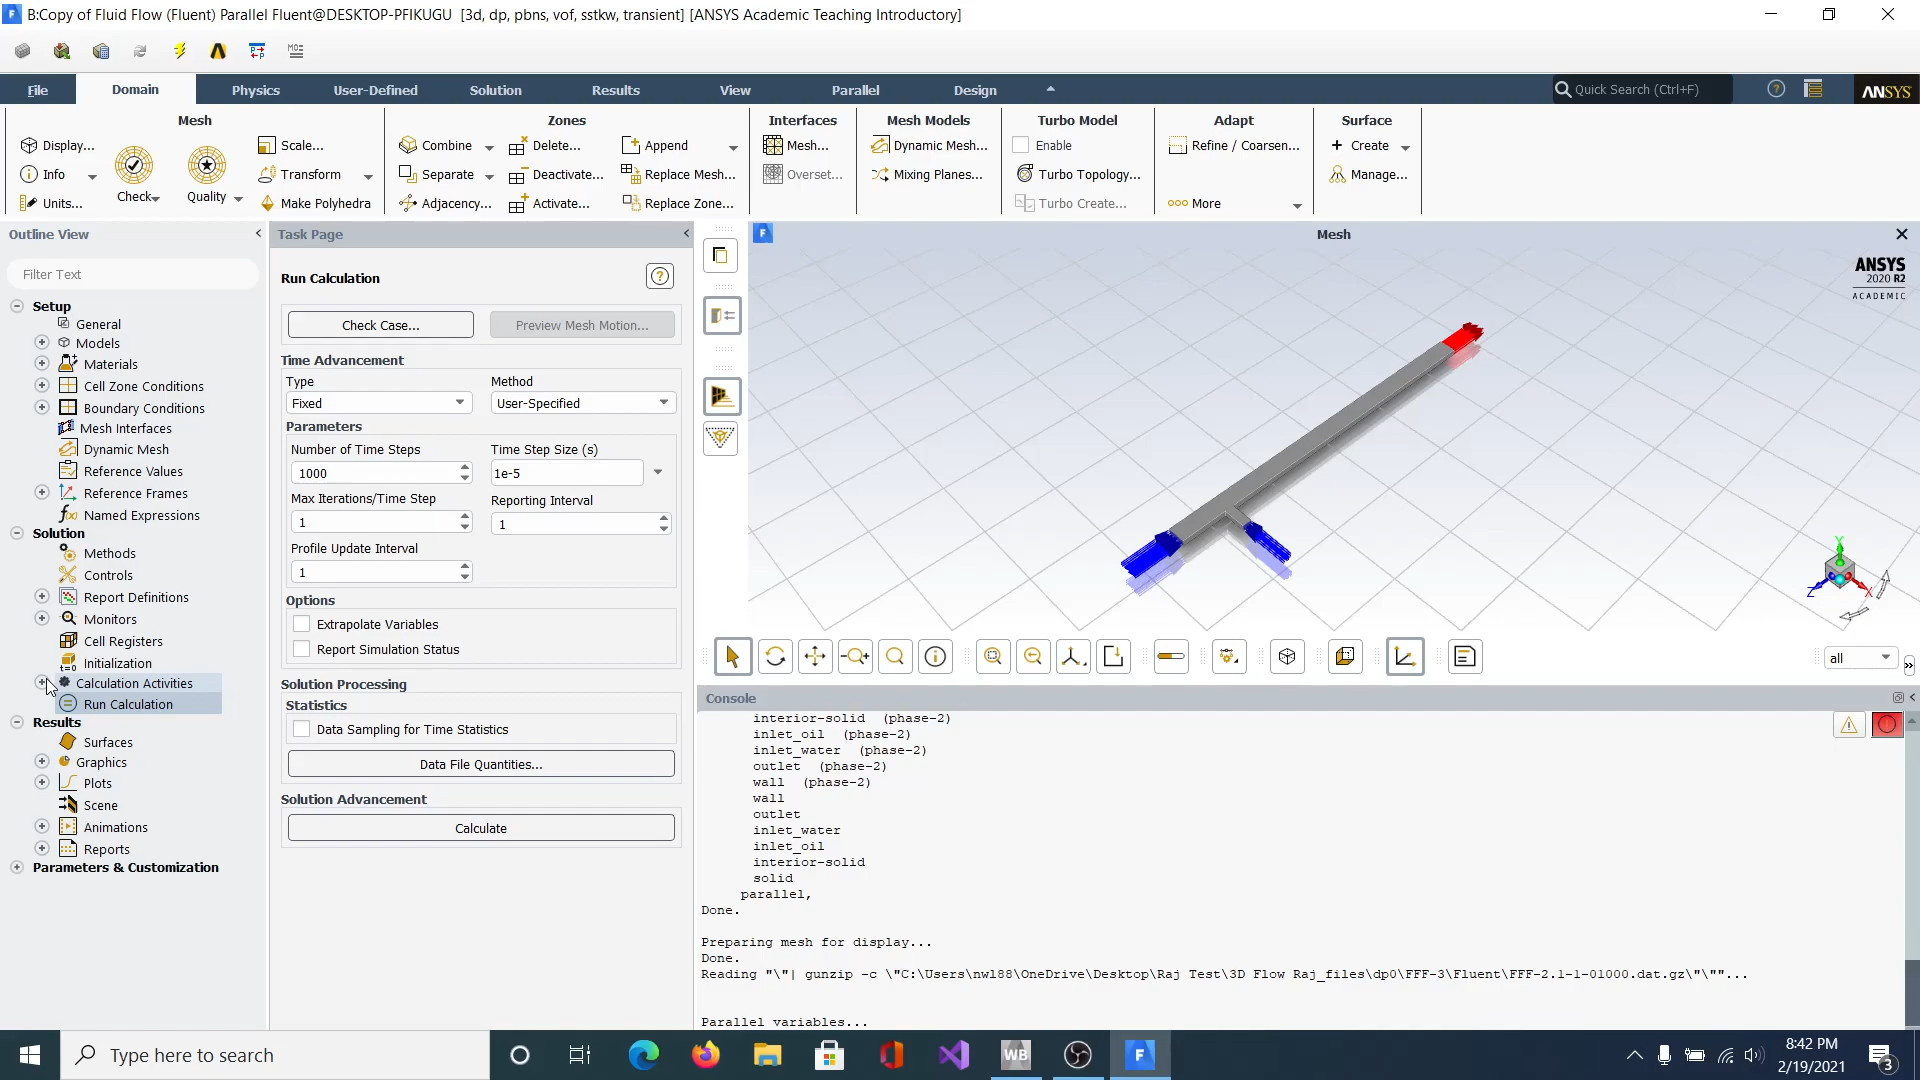 B:Copy of Fluid Flow (Fluent) Parallel Fluent@DESKTOP-PFIKUGU [3d, dp, pbns, vof, sstkw, transient] [ANSYS Academic Teaching Introductory]
File Domain Physics User-Defined Solution Results View Parallel Design Quick Search (Ctrl+F) ANSYS
Mesh Zones Interfaces Mesh Models Turbo Model Adapt Surface
Display... Scale... Combine Delete... Append Mesh... Dynamic Mesh... Enable Refine / Coarsen... + Create
Info Check Quality Transform Separate Deactivate... Replace Mesh... Overset... Mixing Planes... Turbo Topology... Manage...
Units... Make Polyhedra Adjacency... Activate... Replace Zone... Turbo Create... More
Outline View
Filter Text
Setup
General
Models
Materials
Cell Zone Conditions
Boundary Conditions
Mesh Interfaces
Dynamic Mesh
Reference Values
Reference Frames
Named Expressions
Solution
Methods
Controls
Report Definitions
Monitors
Cell Registers
Initialization
Calculation Activities
Run Calculation
Results
Surfaces
Graphics
Plots
Scene
Animations
Reports
Parameters & Customization
Task Page
Run Calculation
Check Case... Preview Mesh Motion...
Time Advancement
Type Method
Fixed User-Specified
Parameters
Number of Time Steps Time Step Size (s)
1000 1e-5
Max Iterations/Time Step Reporting Interval
1 1
Profile Update Interval
1
Options
Extrapolate Variables
Report Simulation Status
Solution Processing
Statistics
Data Sampling for Time Statistics
Data File Quantities...
Solution Advancement
Calculate
Mesh
ANSYS
2020 R2
ACADEMIC
Y
Z X
all
Console
interior-solid (phase-2)
inlet_oil (phase-2)
inlet_water (phase-2)
outlet (phase-2)
wall (phase-2)
wall
outlet
inlet_water
inlet_oil
interior-solid
solid
parallel,
Done.
Preparing mesh for display...
Done.
Reading "\"| gunzip -c \"C:\Users\nwl88\OneDrive\Desktop\Raj Test\3D Flow Raj_files\dp0\FFF-3\Fluent\FFF-2.1-1-01000.dat.gz\"\""...
Parallel variables...
Type here to search
WB
F
8:42 PM
2/19/2021
3